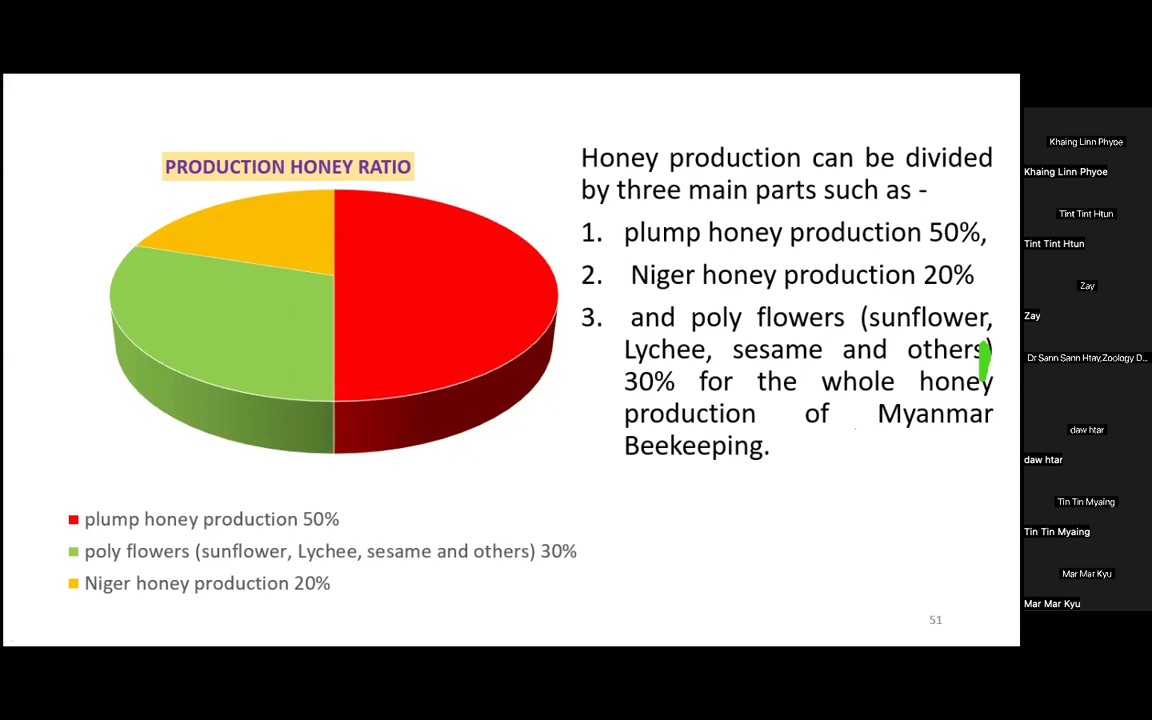 PRODUCTION HONEY RATIO
plump honey production 50%
poly flowers (sunflower, Lychee, sesame and others) 30%
Niger honey production 20%
Honey production can be divided
by three main parts such as -
1. plump honey production 50%,
2. Niger honey production 20%
3. and poly flowers (sunflower,
Lychee, sesame and others)
30% for the whole honey
production of Myanmar
Beekeeping.
51
Khaing Linn Phyoe
Khaing Linn Phyoe
Tint Tint Htun
Tint Tint Htun
Zay
Zay
Dr Sann Sann Htay,Zoology D...
daw htar
daw htar
Tin Tin Myaing
Tin Tin Myaing
Mar Mar Kyu
Mar Mar Kyu